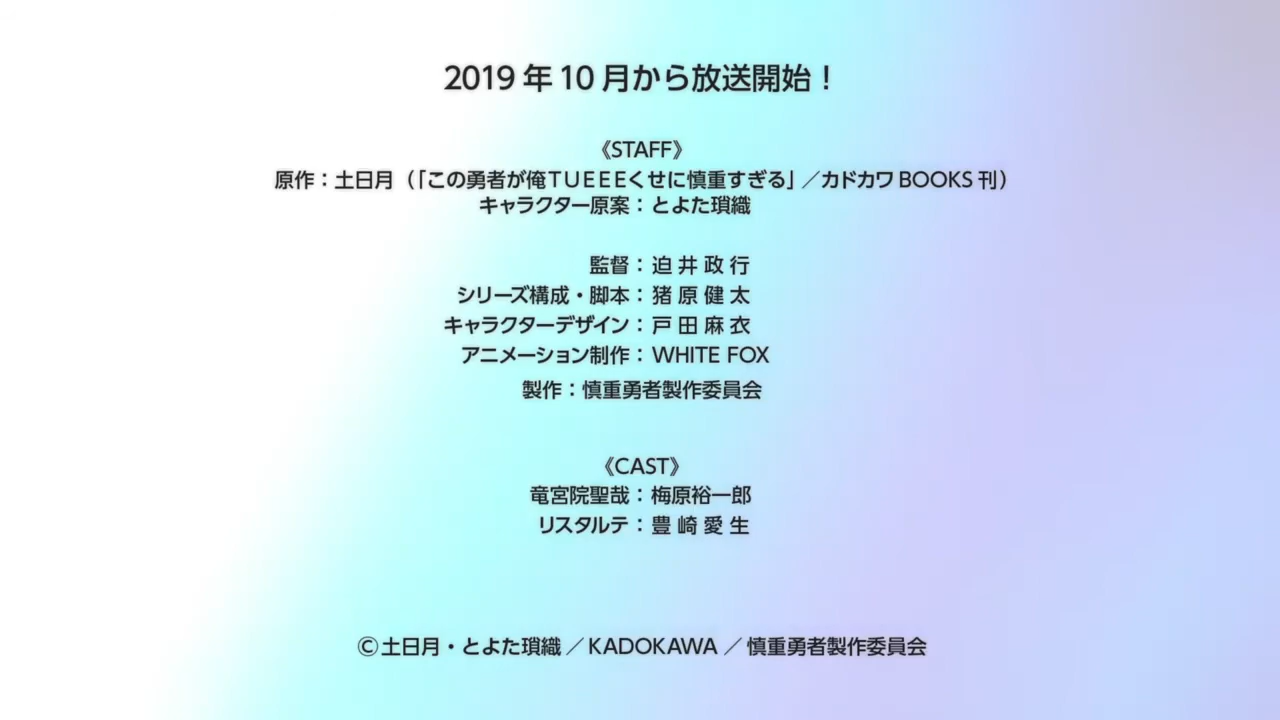 2019年10月から放送開始！
《STAFF》
原作：土日月（「この勇者が俺TUEEEくせに慎重すぎる」／カドカワBOOKS刊）
キャラクター原案：とよた瑣織
監督：迫井政行
シリーズ構成・脚本：猪原健太
キャラクターデザイン：戸田麻衣
アニメーション制作：WHITE FOX
製作：慎重勇者製作委員会
《CAST》
竜宮院聖哉：梅原裕一郎
リスタルテ：豊崎愛生
©土日月・とよた瑣織／KADOKAWA／慎重勇者製作委員会